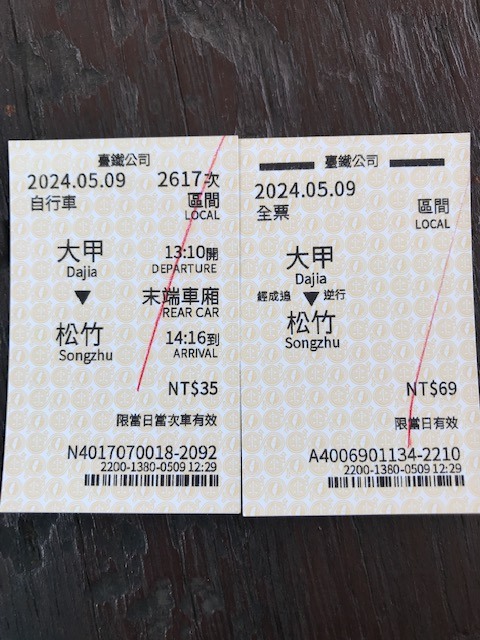 臺鐵公司
2024.05.09 2617次
自行車 區間
LOCAL
大甲 13:10開
Dajia DEPARTURE
▼ 末端車廂
REAR CAR
松竹 14:16到
Songzhu ARRIVAL
NT$35
限當日當次車有效
N4017070018-2092
2200-1380-0509 12:29
臺鐵公司
2024.05.09
全票 區間
LOCAL
大甲
Dajia
經成追 ▼ 逆行
松竹
Songzhu
NT$69
限當日有效
A4006901134-2210
2200-1380-0509 12:29